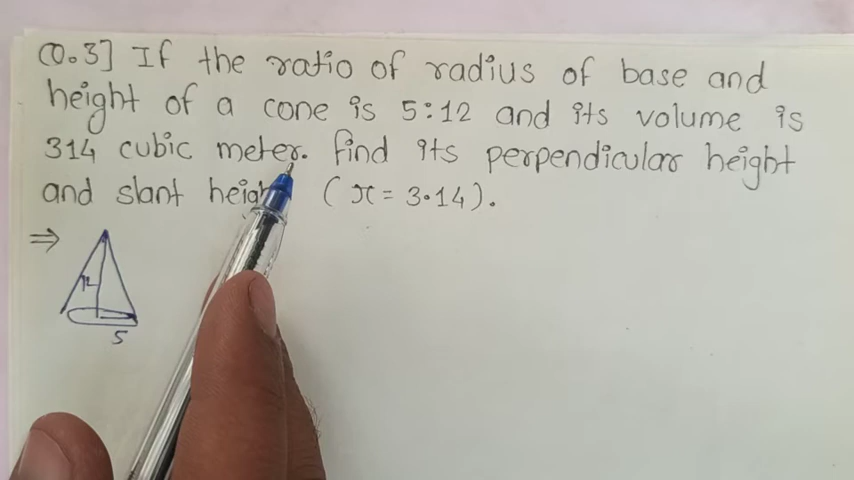 Q.3] If the ratio of radius of base and
height of a cone is 5:12 and its volume is
314 cubic meter. find its perpendicular height
and slant height (π = 3.14).
⇒
12
5